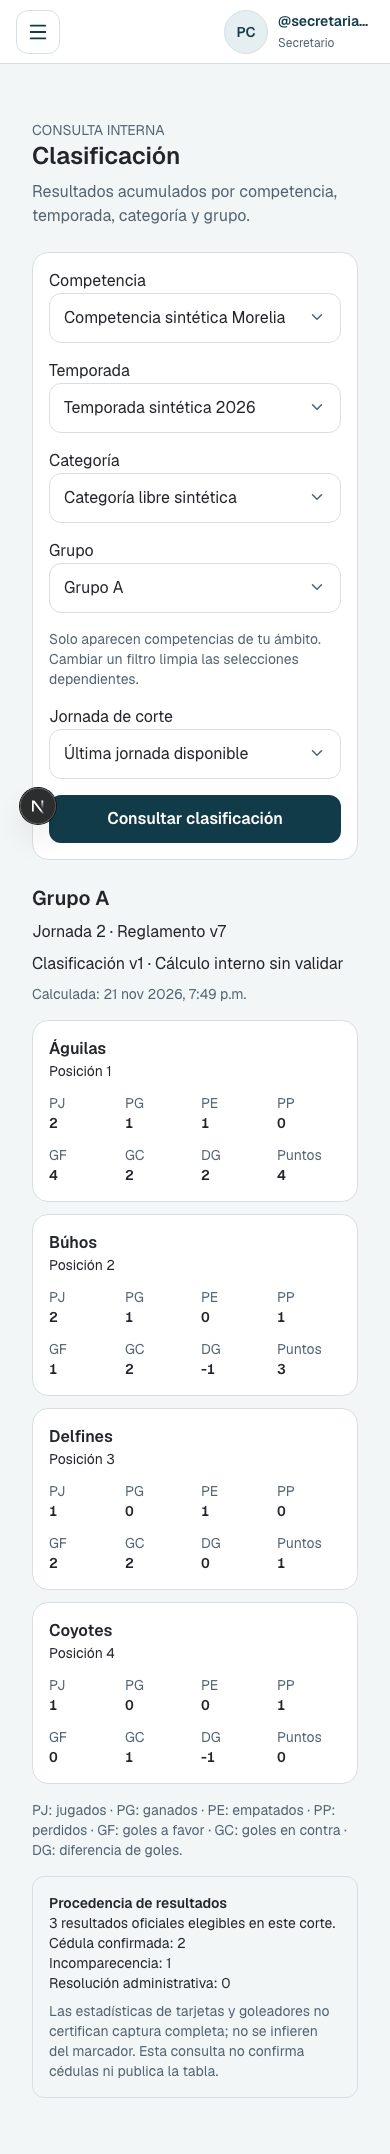 PC
@secretaria...
Secretario
CONSULTA INTERNA
Clasificación
Resultados acumulados por competencia,
temporada, categoría y grupo.
Competencia
Competencia sintética Morelia
Temporada
Temporada sintética 2026
Categoría
Categoría libre sintética
Grupo
Grupo A
Solo aparecen competencias de tu ámbito.
Cambiar un filtro limpia las selecciones
dependientes.
Jornada de corte
Última jornada disponible
N
Consultar clasificación
Grupo A
Jornada 2 · Reglamento v7
Clasificación v1 · Cálculo interno sin validar
Calculada: 21 nov 2026, 7:49 p.m.
Águilas
Posición 1
PJ PG PE PP
2 1 1 0
GF GC DG Puntos
4 2 2 4
Búhos
Posición 2
PJ PG PE PP
2 1 0 1
GF GC DG Puntos
1 2 -1 3
Delfines
Posición 3
PJ PG PE PP
1 0 1 0
GF GC DG Puntos
2 2 0 1
Coyotes
Posición 4
PJ PG PE PP
1 0 0 1
GF GC DG Puntos
0 1 -1 0
PJ: jugados · PG: ganados · PE: empatados · PP:
perdidos · GF: goles a favor · GC: goles en contra ·
DG: diferencia de goles.
Procedencia de resultados
3 resultados oficiales elegibles en este corte.
Cédula confirmada: 2
Incomparecencia: 1
Resolución administrativa: 0
Las estadísticas de tarjetas y goleadores no
certifican captura completa; no se infieren
del marcador. Esta consulta no confirma
cédulas ni publica la tabla.